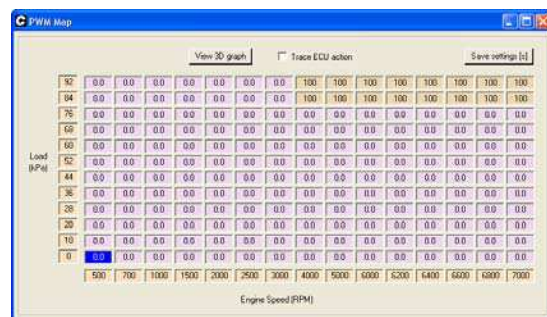 PWM Map
View 3D graph Trace ECU action Save settings [s]
92 0.0 0.0 0.0 0.0 0.0 0.0 0.0 100 100 100 100 100 100 100 100
84 0.0 0.0 0.0 0.0 0.0 0.0 0.0 100 100 100 100 100 100 100 100
76 0.0 0.0 0.0 0.0 0.0 0.0 0.0 0.0 0.0 0.0 0.0 0.0 0.0 0.0 0.0
68 0.0 0.0 0.0 0.0 0.0 0.0 0.0 0.0 0.0 0.0 0.0 0.0 0.0 0.0 0.0
60 0.0 0.0 0.0 0.0 0.0 0.0 0.0 0.0 0.0 0.0 0.0 0.0 0.0 0.0 0.0
Load
(kPa)
52 0.0 0.0 0.0 0.0 0.0 0.0 0.0 0.0 0.0 0.0 0.0 0.0 0.0 0.0 0.0
44 0.0 0.0 0.0 0.0 0.0 0.0 0.0 0.0 0.0 0.0 0.0 0.0 0.0 0.0 0.0
36 0.0 0.0 0.0 0.0 0.0 0.0 0.0 0.0 0.0 0.0 0.0 0.0 0.0 0.0 0.0
28 0.0 0.0 0.0 0.0 0.0 0.0 0.0 0.0 0.0 0.0 0.0 0.0 0.0 0.0 0.0
20 0.0 0.0 0.0 0.0 0.0 0.0 0.0 0.0 0.0 0.0 0.0 0.0 0.0 0.0 0.0
10 0.0 0.0 0.0 0.0 0.0 0.0 0.0 0.0 0.0 0.0 0.0 0.0 0.0 0.0 0.0
0 0.0 0.0 0.0 0.0 0.0 0.0 0.0 0.0 0.0 0.0 0.0 0.0 0.0 0.0 0.0
500 700 1000 1500 2000 2500 3000 4000 5000 6000 6200 6400 6600 6800 7000
Engine Speed (RPM)